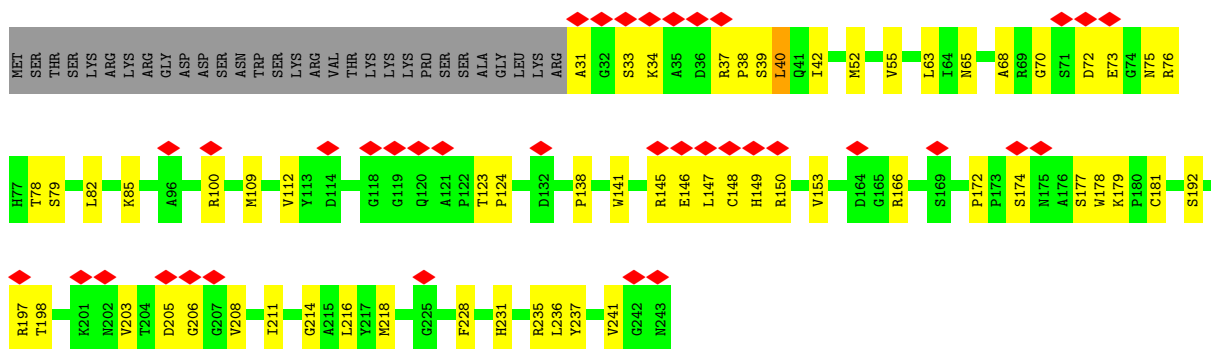 MET SER THR SER LYS ARG LYS ARG GLY ASP ASP SER ASN TRP SER LYS ARG VAL THR LYS LYS LYS PRO SER SER ALA GLY LEU LYS ARG A31 G32 S33 K34 A35 D36 R37 P38 S39 L40 Q41 I42 M52 V55 L63 I64 N65 A68 R69 G70 S71 D72 E73 G74 N75 R76
H77 T78 S79 L82 K85 A96 R100 M109 V112 Y113 D114 G118 G119 Q120 A121 P122 T123 P124 D132 P138 W141 R145 E146 L147 C148 H149 R150 V153 D164 G165 R166 S169 P172 P173 S174 N175 A176 S177 W178 K179 P180 C181 S192
R197 T198 K201 N202 V203 T204 D205 G206 G207 V208 I211 G214 A215 L216 Y217 M218 G225 F228 H231 R235 L236 Y237 V241 G242 N243